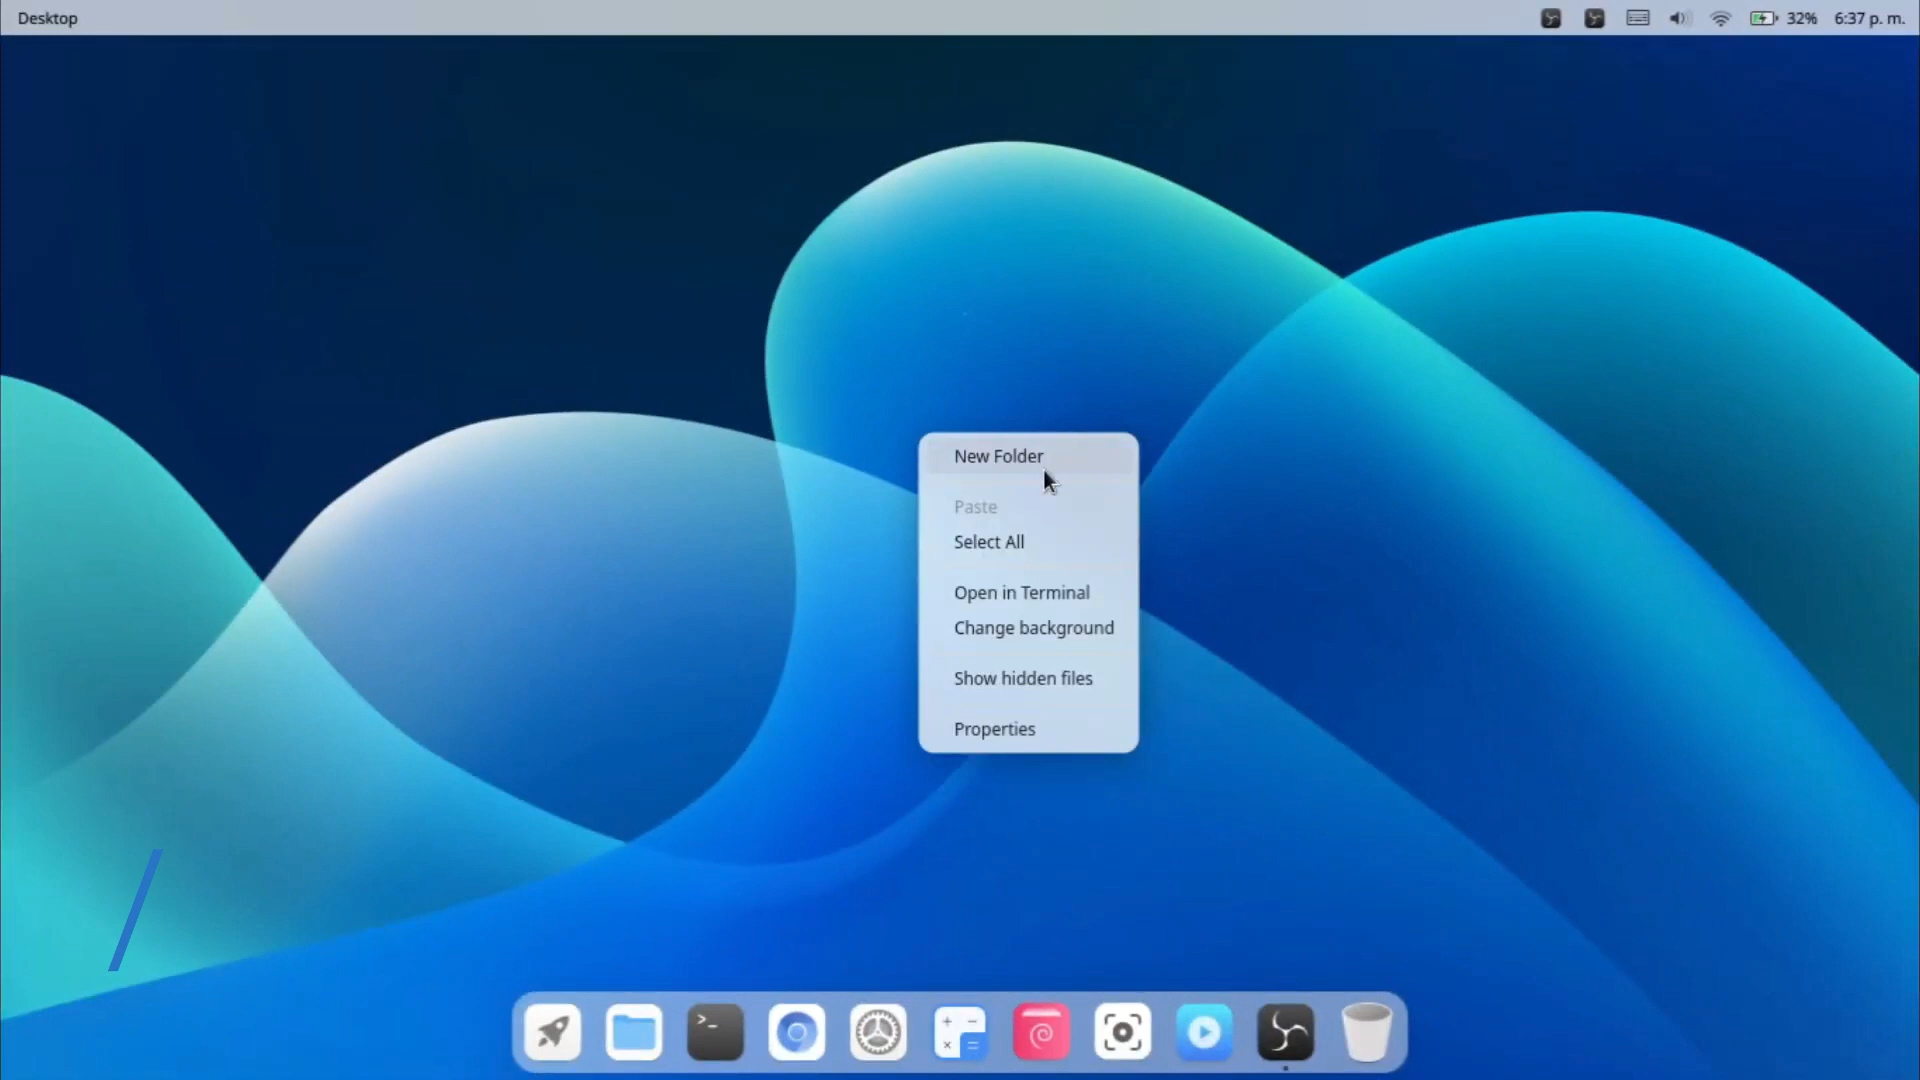 Desktop
32% 6:37 p. m.
New Folder
Paste
Select All
Open in Terminal
Change background
Show hidden files
Properties
/
>_
+ −
× =